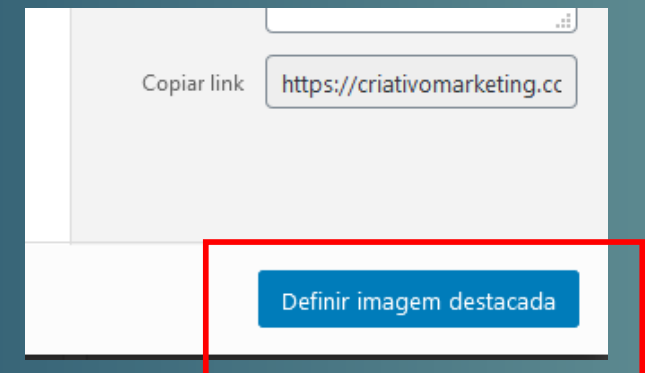 Copiar link
https://criativomarketing.cc
Definir imagem destacada